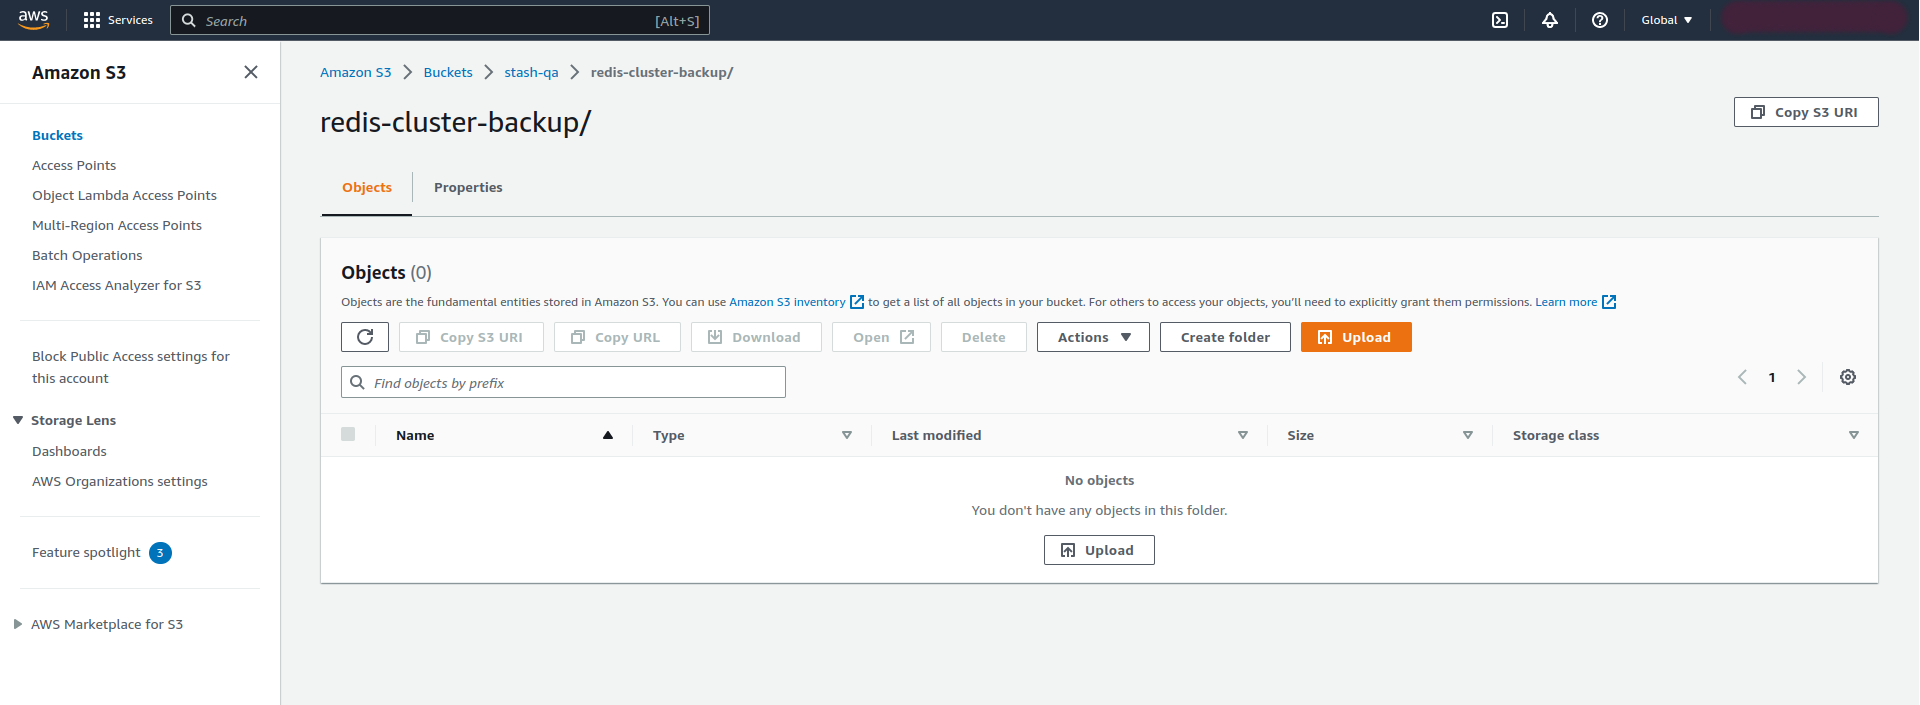 aws Services Search [Alt+S] Global
Amazon S3
Buckets
Access Points
Object Lambda Access Points
Multi-Region Access Points
Batch Operations
IAM Access Analyzer for S3
Block Public Access settings for
this account
Storage Lens
Dashboards
AWS Organizations settings
Feature spotlight 3
AWS Marketplace for S3
Amazon S3 Buckets stash-qa redis-cluster-backup/
redis-cluster-backup/
Copy S3 URI
Objects Properties
Objects (0)
Objects are the fundamental entities stored in Amazon S3. You can use Amazon S3 inventory to get a list of all objects in your bucket. For others to access your objects, you'll need to explicitly grant them permissions. Learn more
Copy S3 URI Copy URL Download Open Delete Actions Create folder Upload
Find objects by prefix
1
Name Type Last modified Size Storage class
No objects
You don't have any objects in this folder.
Upload